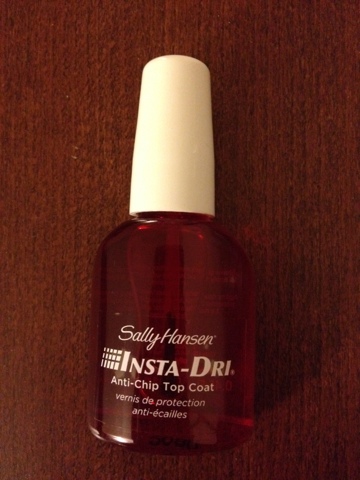 Sally Hansen
INSTA-DRI®
Anti-Chip Top Coat
vernis de protection
anti-écailles